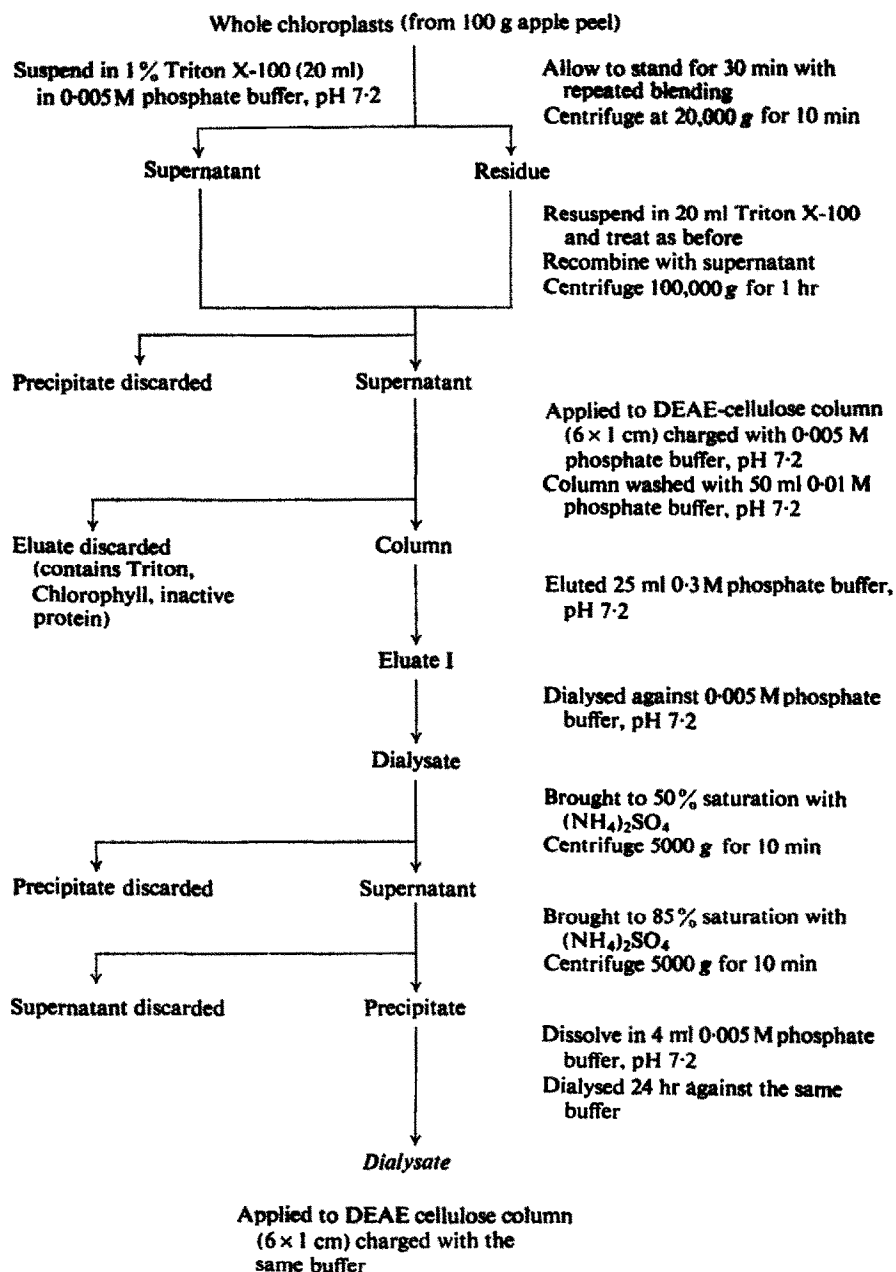 Whole chloroplasts (from 100 g apple peel)
Suspend in 1% Triton X-100 (20 ml)
in 0·005 M phosphate buffer, pH 7·2
Allow to stand for 30 min with
repeated blending
Centrifuge at 20,000 g for 10 min
Supernatant
Residue
Resuspend in 20 ml Triton X-100
and treat as before
Recombine with supernatant
Centrifuge 100,000 g for 1 hr
Precipitate discarded
Supernatant
Applied to DEAE-cellulose column
(6 × 1 cm) charged with 0·005 M
phosphate buffer, pH 7·2
Column washed with 50 ml 0·01 M
phosphate buffer, pH 7·2
Eluate discarded
(contains Triton,
Chlorophyll, inactive
protein)
Column
Eluted 25 ml 0·3 M phosphate buffer,
pH 7·2
Eluate I
Dialysed against 0·005 M phosphate
buffer, pH 7·2
Dialysate
Brought to 50% saturation with
(NH₄)₂SO₄
Centrifuge 5000 g for 10 min
Precipitate discarded
Supernatant
Brought to 85% saturation with
(NH₄)₂SO₄
Centrifuge 5000 g for 10 min
Supernatant discarded
Precipitate
Dissolve in 4 ml 0·005 M phosphate
buffer, pH 7·2
Dialysed 24 hr against the same
buffer
Dialysate
Applied to DEAE cellulose column
(6 × 1 cm) charged with the
same buffer